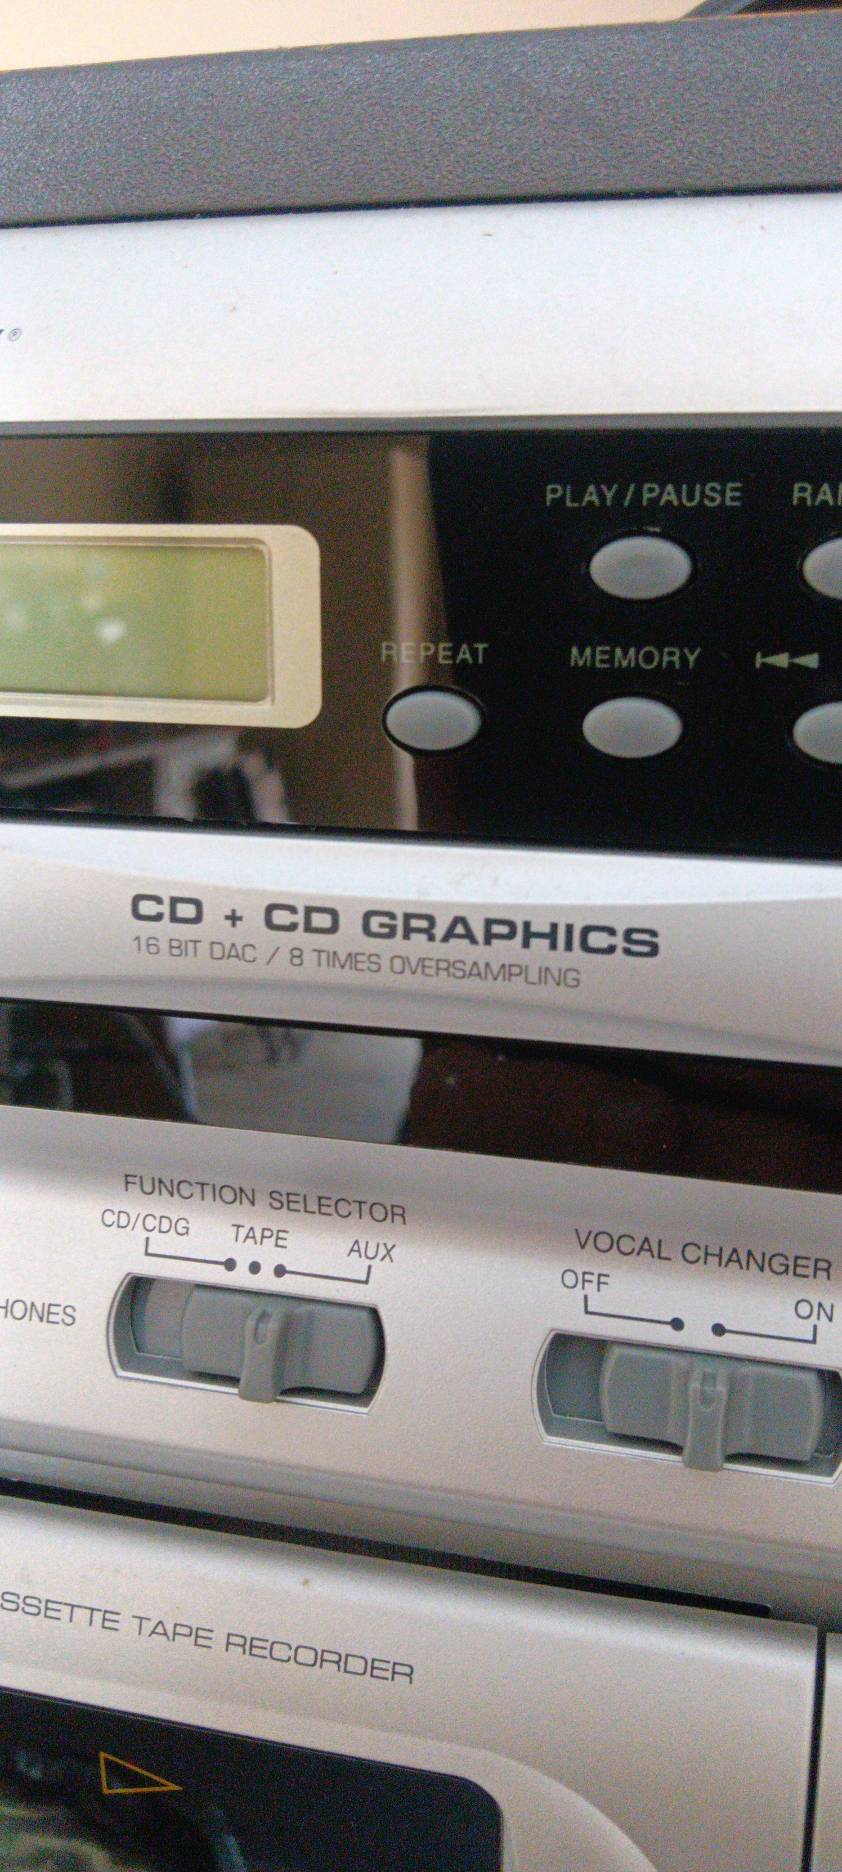 PLAY/PAUSE
REPEAT MEMORY
CD + CD GRAPHICS
16 BIT DAC / 8 TIMES OVERSAMPLING
FUNCTION SELECTOR
CD/CDG TAPE AUX
VOCAL CHANGER
OFF ON
HONES
SSETTE TAPE RECORDER